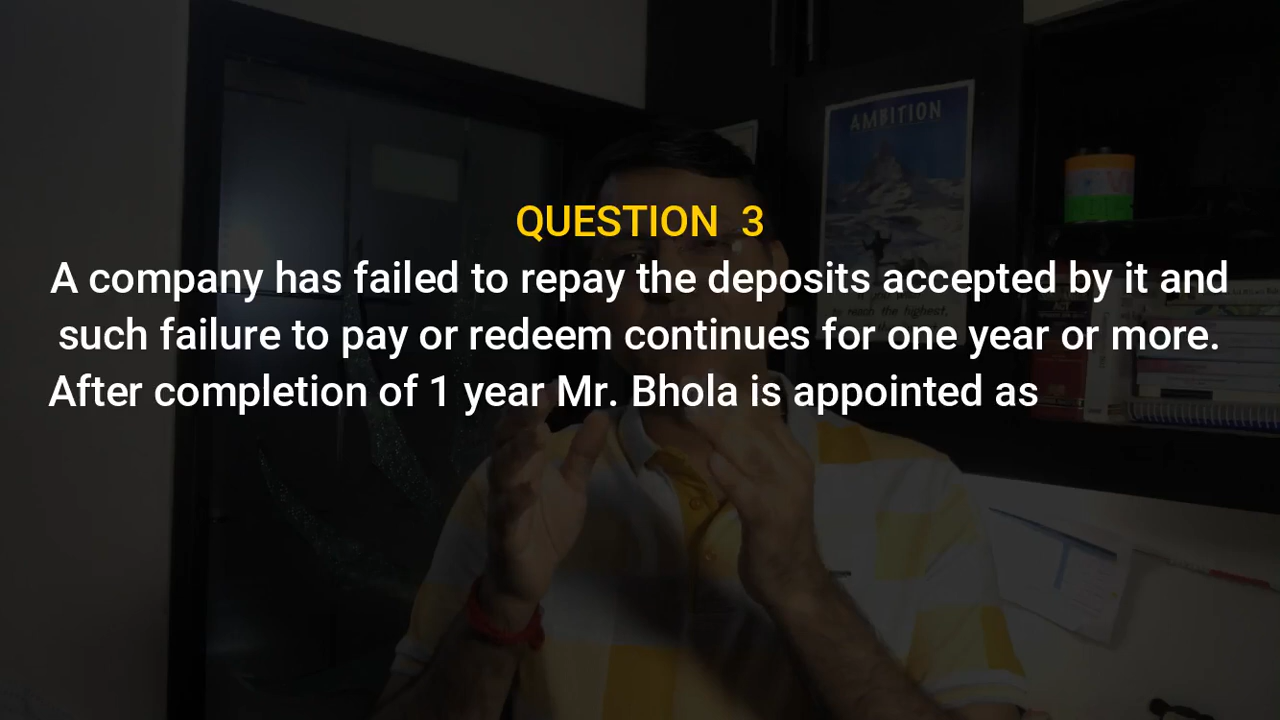 AMBITION
QUESTION 3
A company has failed to repay the deposits accepted by it and
such failure to pay or redeem continues for one year or more.
After completion of 1 year Mr. Bhola is appointed as